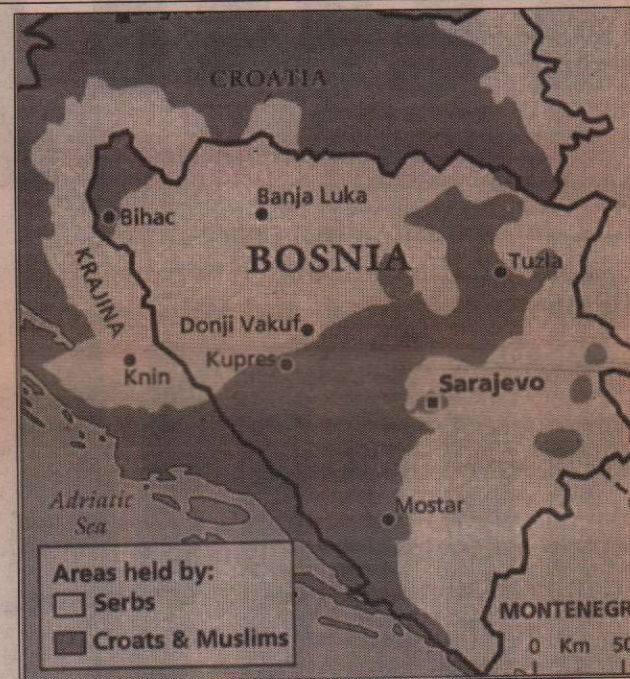 CROATIA
Banja Luka
Bihac
BOSNIA
KRAJINA
Tuzla
Donji Vakuf
Kupres
Knin
Sarajevo
Adriatic
Sea
Mostar
Areas held by:
Serbs
Croats & Muslims
MONTENEGR
0 Km 50